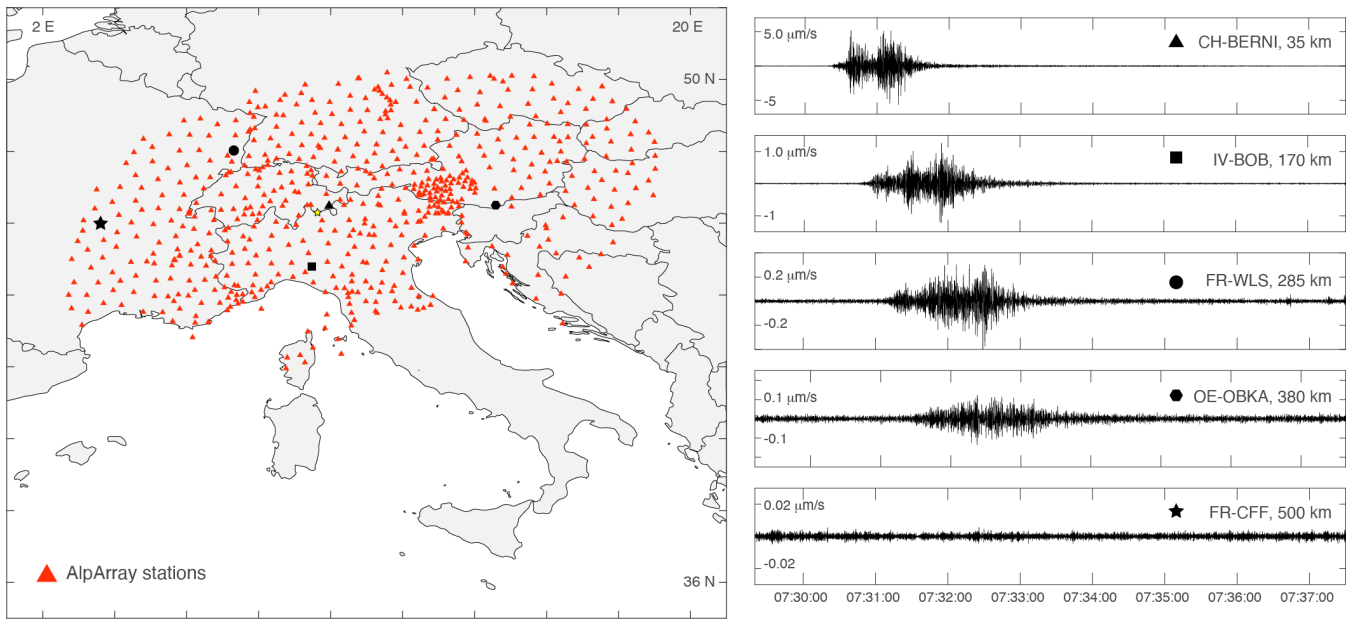 2 E
20 E
50 N
36 N
AlpArray stations
5.0 μm/s
CH-BERNI, 35 km
-5
1.0 μm/s
IV-BOB, 170 km
-1
0.2 μm/s
FR-WLS, 285 km
-0.2
0.1 μm/s
OE-OBKA, 380 km
-0.1
0.02 μm/s
FR-CFF, 500 km
-0.02
07:30:00 07:31:00 07:32:00 07:33:00 07:34:00 07:35:00 07:36:00 07:37:00